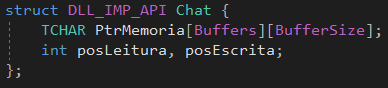 struct DLL_IMP_API Chat {
    TCHAR PtrMemoria[Buffers][BufferSize];
    int posLeitura, posEscrita;
};